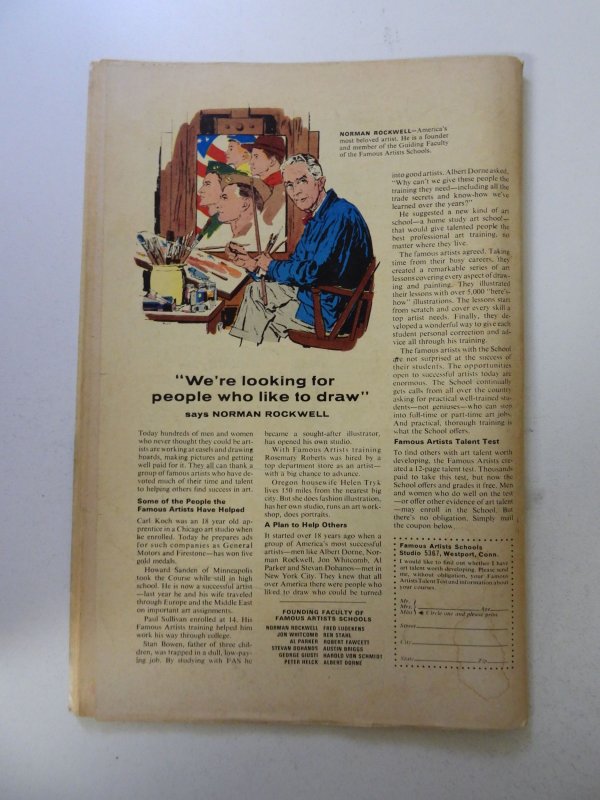 NORMAN ROCKWELL—America's
most beloved artist. He is a founder
and member of the Guiding Faculty
of the Famous Artists Schools.
"We're looking for
people who like to draw"
says NORMAN ROCKWELL
Today hundreds of men and women
who never thought they could be art-
ists are working at easels and drawing
boards, making pictures and getting
well paid for it. They all can thank a
group of famous artists who have de-
voted much of their time and talent
to helping others find success in art.
Some of the People the
Famous Artists Have Helped
Carl Koch was an 18 year old ap-
prentice in a Chicago art studio when
he enrolled. Today he prepares ads
for such companies as General
Motors and Firestone—has won five
gold medals.
Howard Sanden of Minneapolis
took the Course while still in high
school. He is now a successful artist
—last year he and his wife traveled
through Europe and the Middle East
on important art assignments.
Paul Sullivan enrolled at 14. His
Famous Artists training helped him
work his way through college.
Stan Bowen, father of three chil-
dren, was trapped in a dull, low-pay-
ing job. By studying with FAS he
became a sought-after illustrator,
has opened his own studio.
With Famous Artists training
Rosemary Roberts was hired by a
top department store as an artist—
with a big chance to advance.
Oregon housewife Helen Tryk
lives 150 miles from the nearest big
city. But she does fashion illustration,
has her own studio, runs an art work-
shop, does portraits.
A Plan to Help Others
It started over 18 years ago when a
group of America's most successful
artists—men like Albert Dorne, Nor-
man Rockwell, Jon Whitcomb, Al
Parker and Stevan Dohanos—met in
New York City. They knew that all
over America there were people who
liked to draw who could be turned
into good artists. Albert Dorne asked,
"Why can't we give these people the
training they need—including all the
trade secrets and know-how we've
learned over the years?"
He suggested a new kind of art
school—a home study art school—
that would give talented people the
best professional art training, no
matter where they live.
The famous artists agreed. Taking
time from their busy careers, they
created a remarkable series of art
lessons covering every aspect of draw-
ing and painting. They illustrated
their lessons with over 5,000 "here's-
how" illustrations. The lessons start
from scratch and cover every skill a
top artist needs. Finally, they de-
veloped a wonderful way to give each
student personal correction and ad-
vice all through his training.
The famous artists with the School
are not surprised at the success of
their students. The opportunities
open to successful artists today are
enormous. The School continually
gets calls from all over the country
asking for practical well-trained stu-
dents—not geniuses—who can step
into full-time or part-time art jobs.
And practical, thorough training is
what the School offers.
Famous Artists Talent Test
To find others with art talent worth
developing, the Famous Artists cre-
ated a 12-page talent test. Thousands
paid to take this test, but now the
School offers and grades it free. Men
and women who do well on the test
—or offer other evidence of art talent
—may enroll in the School. But
there's no obligation. Simply mail
the coupon below.
FOUNDING FACULTY OF
FAMOUS ARTISTS SCHOOLS
NORMAN ROCKWELL FRED LUDEKENS
JON WHITCOMB BEN STAHL
AL PARKER ROBERT FAWCETT
STEVAN DOHANOS AUSTIN BRIGGS
GEORGE GIUSTI HAROLD VON SCHMIDT
PETER HELCK ALBERT DORNE
Famous Artists Schools
Studio 5367, Westport, Conn.
I would like to find out whether I have
art talent worth developing. Please send
me, without obligation, your Famous
Artists Talent Test and information about
your courses.
Mr.
Mrs. Age
Miss Circle one and please print
Street
City
State Zip